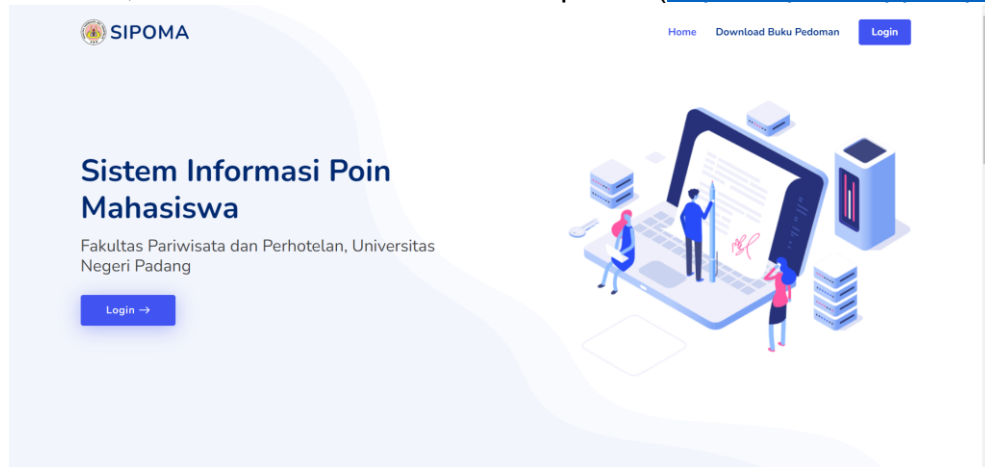 SIPOMA
Home
Download Buku Pedoman
Login
Sistem Informasi Poin
Mahasiswa
Fakultas Pariwisata dan Perhotelan, Universitas
Negeri Padang
Login →